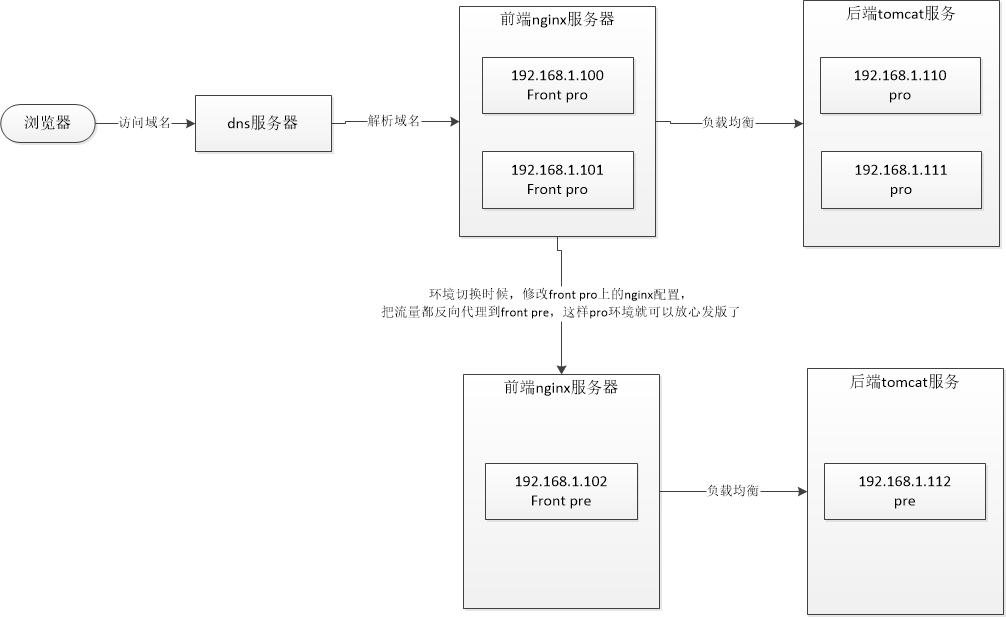 前端nginx服务器
后端tomcat服务
192.168.1.100
Front pro
192.168.1.110
pro
浏览器
访问域名
dns服务器
解析域名
负载均衡
192.168.1.101
Front pro
192.168.1.111
pro
环境切换时候，修改front pro上的nginx配置，
把流量都反向代理到front pre，这样pro环境就可以放心发版了
前端nginx服务器
后端tomcat服务
192.168.1.102
Front pre
负载均衡
192.168.1.112
pre